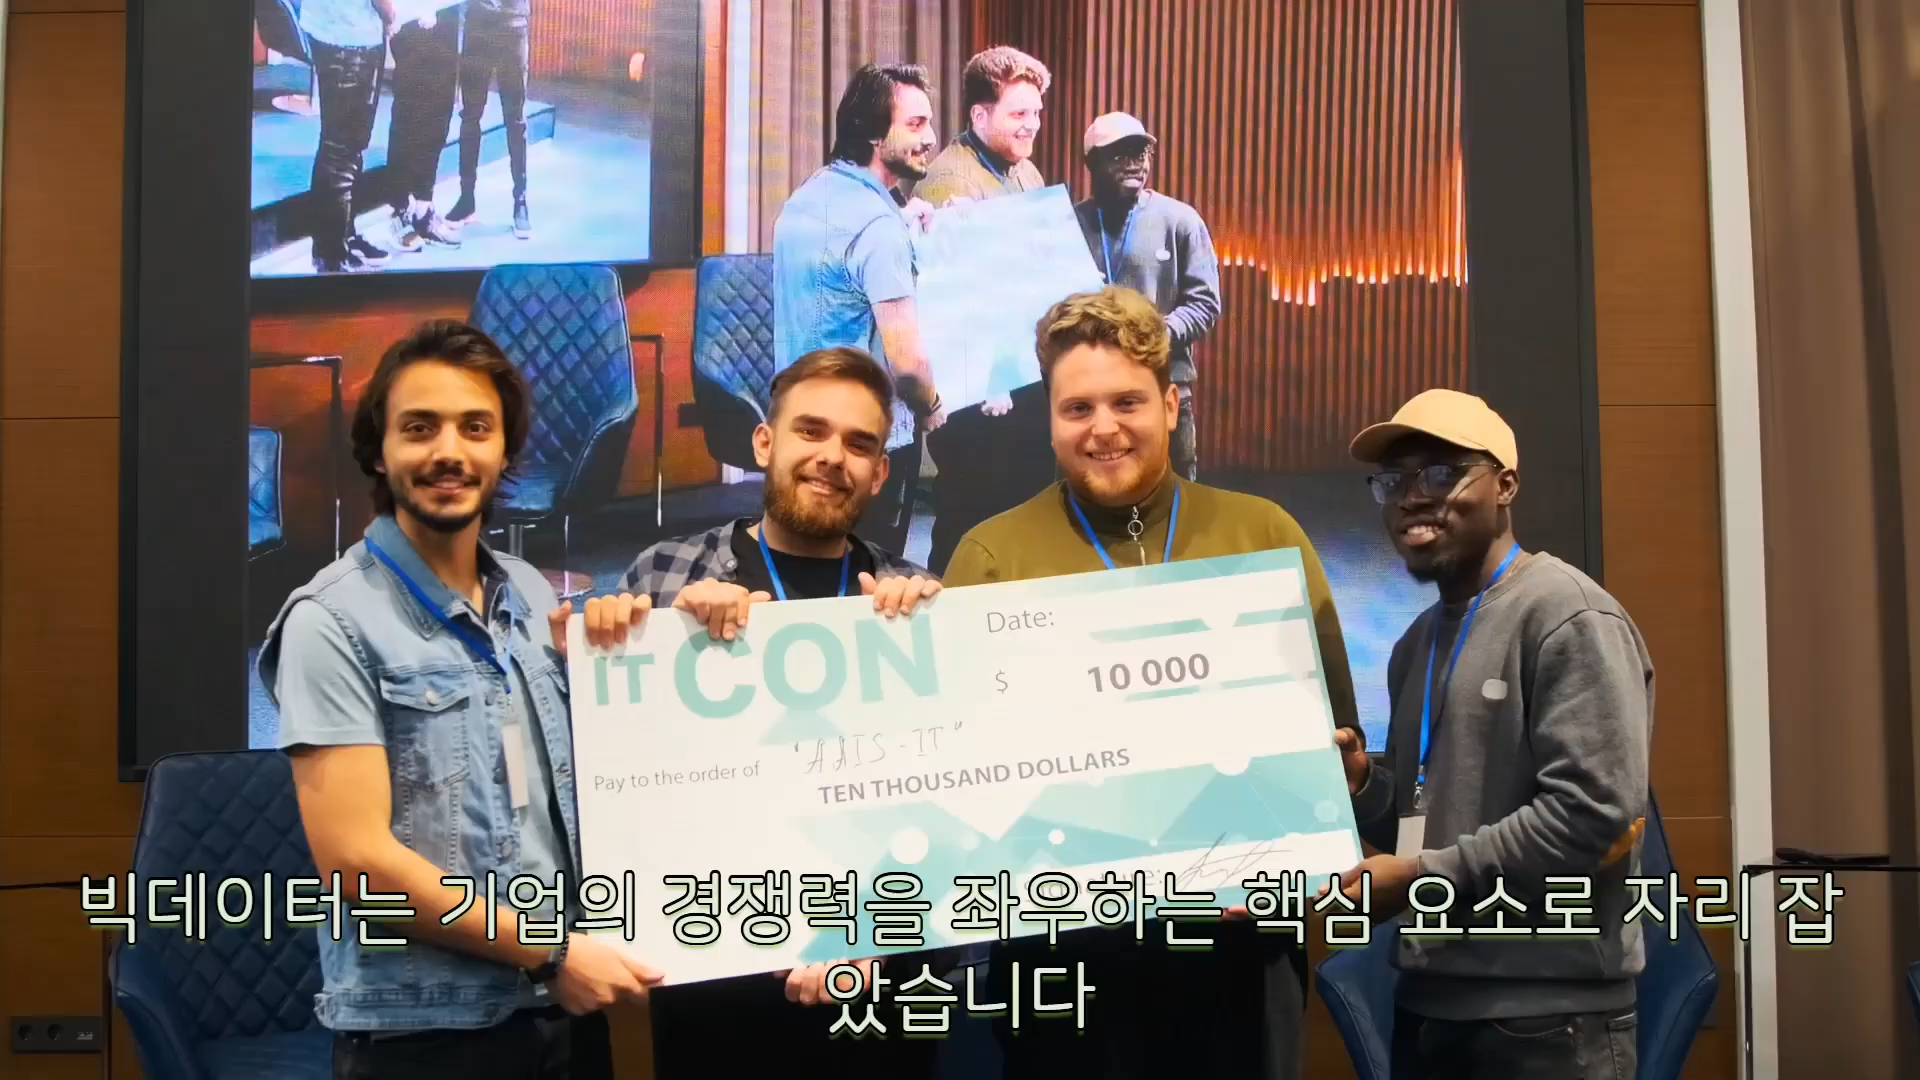 IT CON
Date:
$ 10 000
"AAIS-IT"
Pay to the order of
TEN THOUSAND DOLLARS
빅데이터는 기업의 경쟁력을 좌우하는 핵심 요소로 자리 잡
았습니다